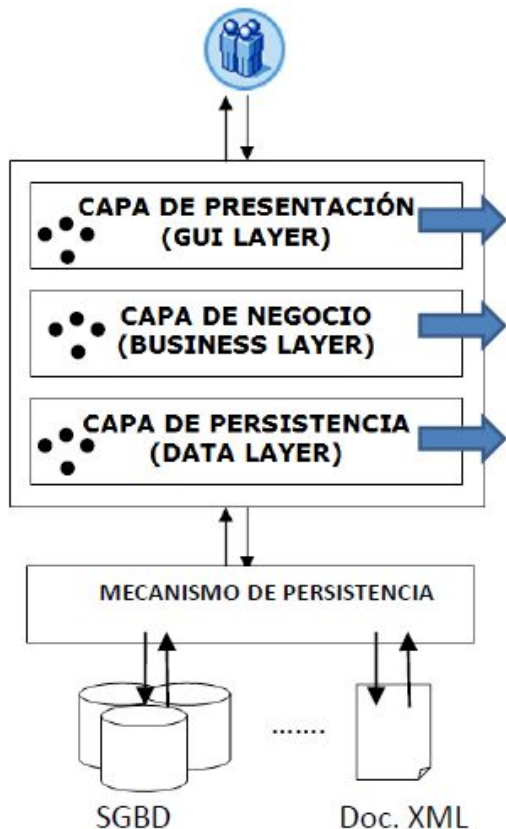 CAPA DE PRESENTACIÓN
(GUI LAYER)
CAPA DE NEGOCIO
(BUSINESS LAYER)
CAPA DE PERSISTENCIA
(DATA LAYER)
MECANISMO DE PERSISTENCIA
.......
SGBD
Doc. XML